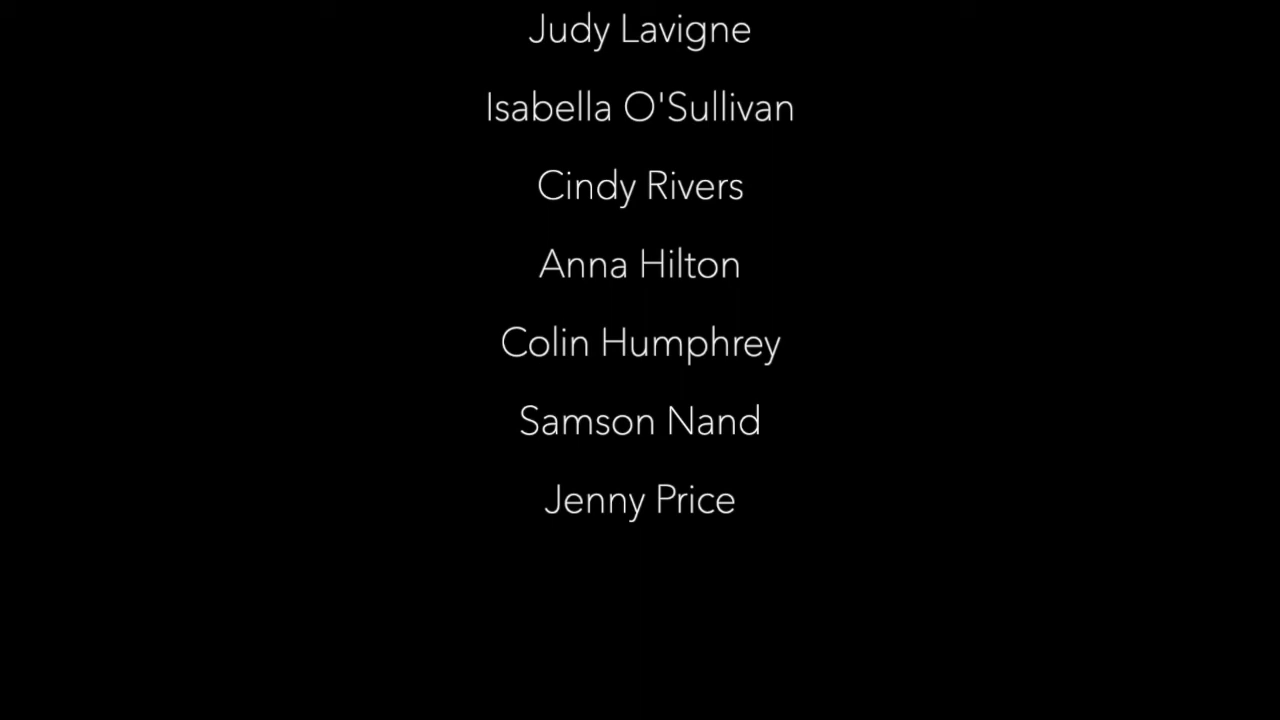 Judy Lavigne
Isabella O'Sullivan
Cindy Rivers
Anna Hilton
Colin Humphrey
Samson Nand
Jenny Price